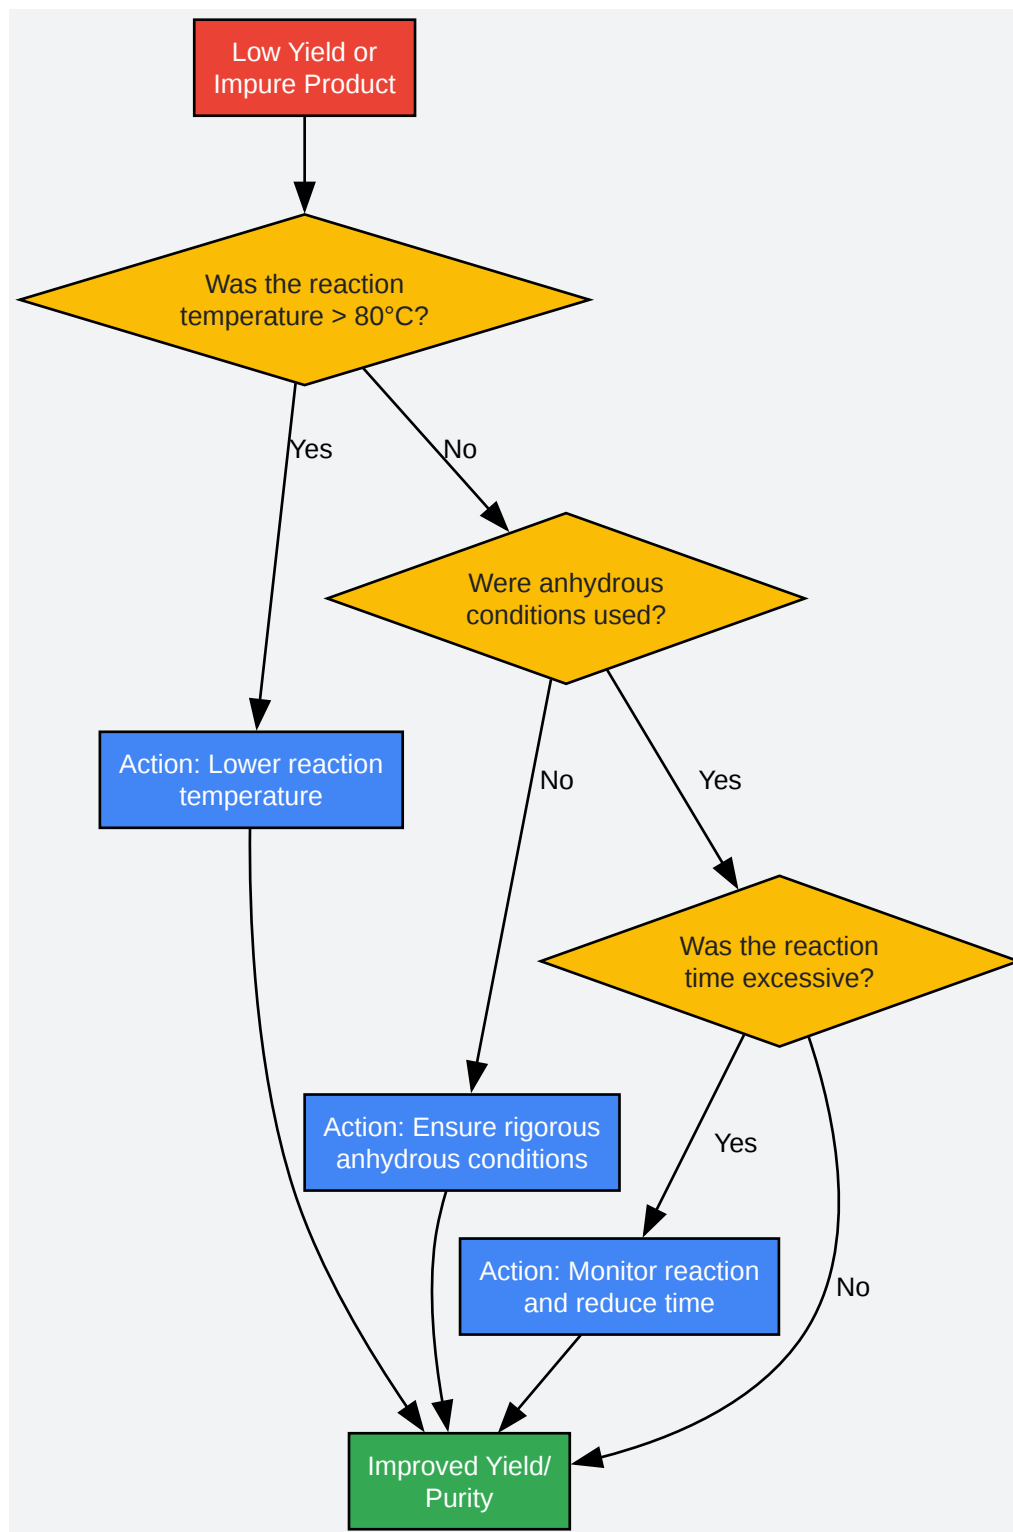 Low Yield or
Impure Product
Was the reaction
temperature > 80°C?
Yes
No
Were anhydrous
conditions used?
Action: Lower reaction
temperature
No
Yes
Was the reaction
time excessive?
Action: Ensure rigorous
anhydrous conditions
Yes
Action: Monitor reaction
and reduce time
No
Improved Yield/
Purity